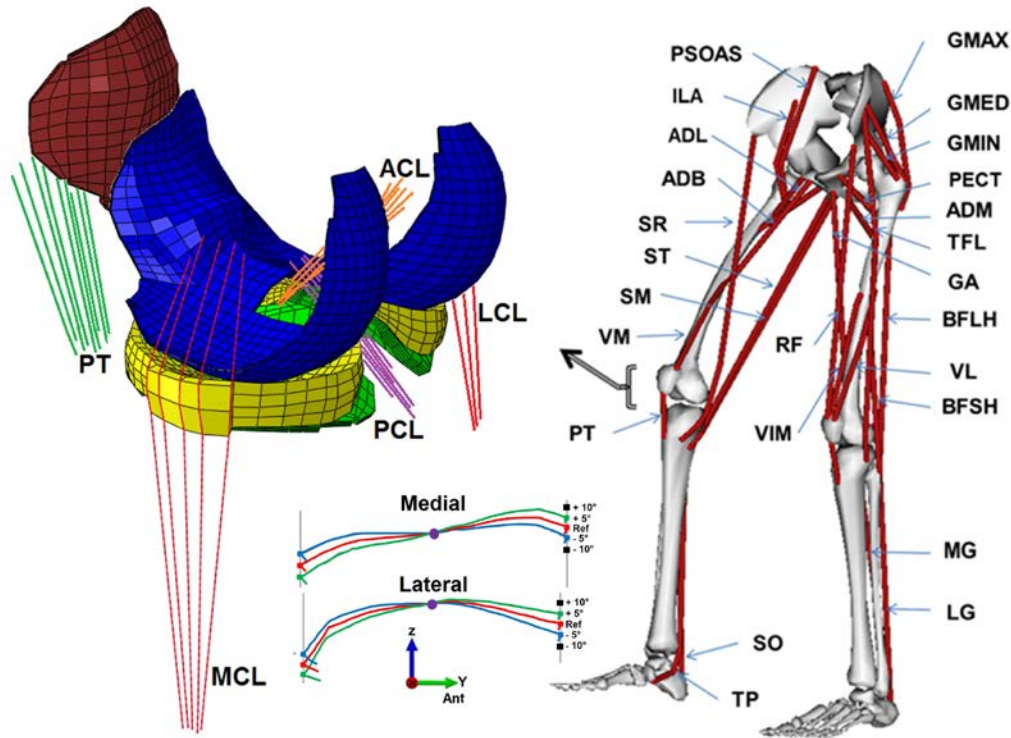 ACL
PT
LCL
PCL
MCL
Medial
+ 10°
+ 5°
Ref
- 5°
- 10°
Lateral
+ 10°
+ 5°
Ref
- 5°
- 10°
z
Y
Ant
PSOAS
ILA
ADL
ADB
SR
ST
SM
VM
PT
RF
VIM
SO
TP
GMAX
GMED
GMIN
PECT
ADM
TFL
GA
BFLH
VL
BFSH
MG
LG